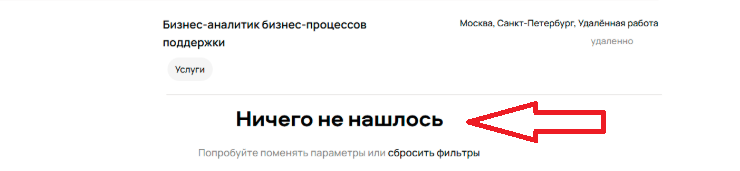 Бизнес-аналитик бизнес-процессов
поддержки
Москва, Санкт-Петербург, Удалённая работа
удаленно
Услуги
Ничего не нашлось
Попробуйте поменять параметры или сбросить фильтры